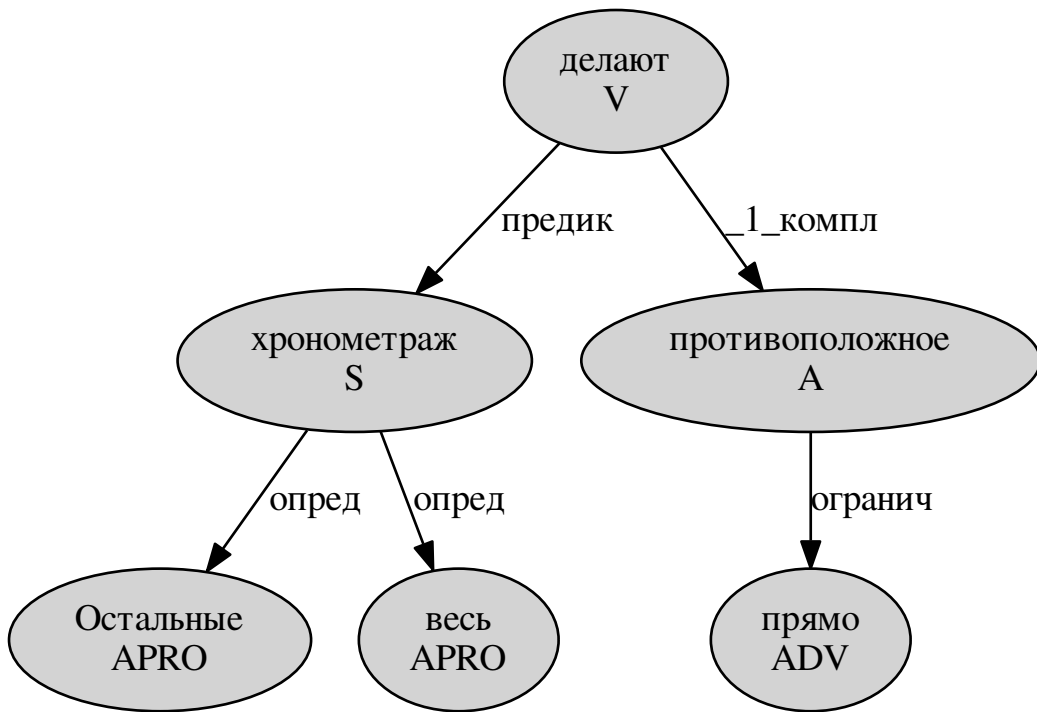 делают
V
предик
_1_компл
хронометраж
S
противоположное
A
опред
опред
огранич
Остальные
APRO
весь
APRO
прямо
ADV